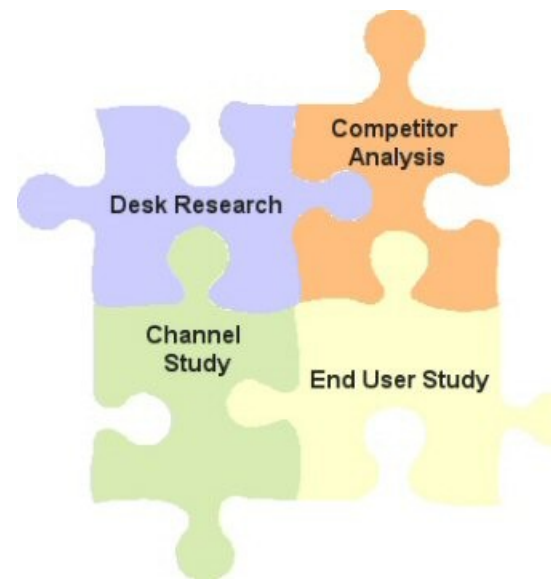 Competitor
Analysis
Desk Research
Channel
Study
End User Study